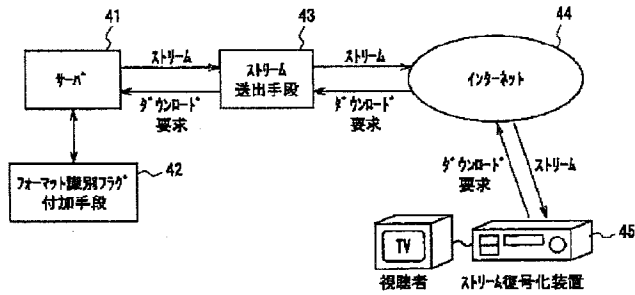 41
43
44
サーバ
ストリーム
ストリーム
送出手段
ストリーム
インターネット
ダウンロード
要求
ダウンロード
要求
フォーマット識別フラグ
付加手段
42
ダウンロード
要求
ストリーム
TV
45
視聴者
ストリーム復号化装置